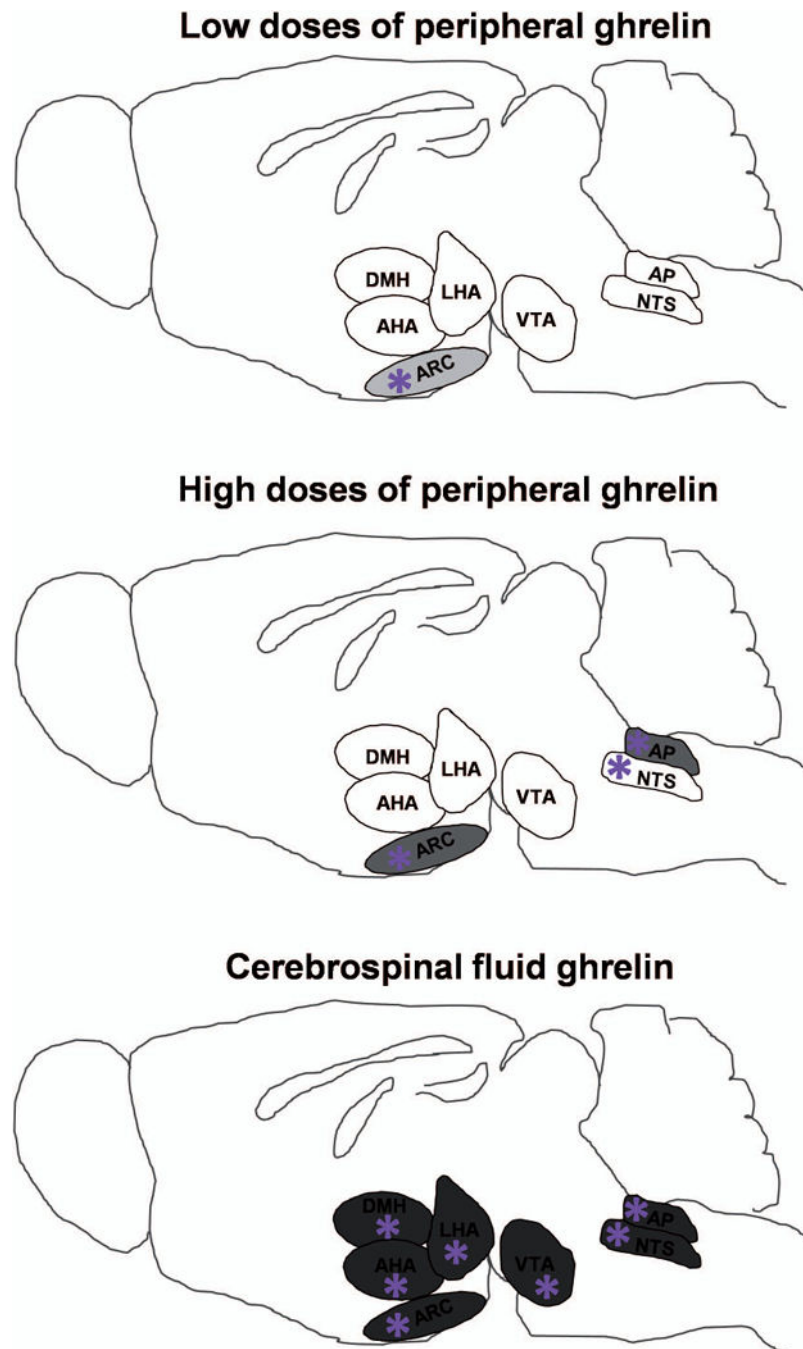 Low doses of peripheral ghrelin
DMH
LHA
AHA
VTA
ARC
AP
NTS
High doses of peripheral ghrelin
DMH
LHA
AHA
VTA
ARC
AP
NTS
Cerebrospinal fluid ghrelin
DMH
LHA
AHA
VTA
ARC
AP
NTS